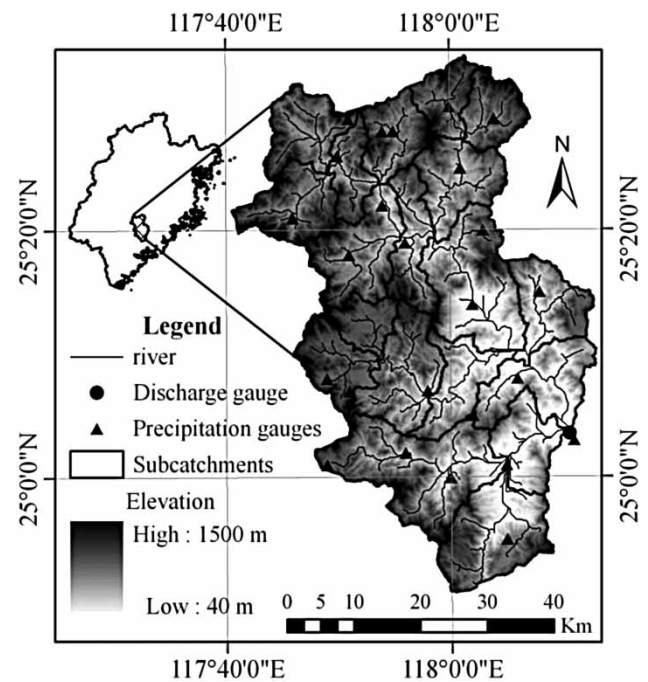 117°40'0"E 118°0'0"E
N
25°20'0"N 25°20'0"N
Legend
river
Discharge gauge
Precipitation gauges
Subcatchments
25°0'0"N 25°0'0"N
Elevation
High : 1500 m
Low : 40 m
0 5 10 20 30 40
Km
117°40'0"E 118°0'0"E